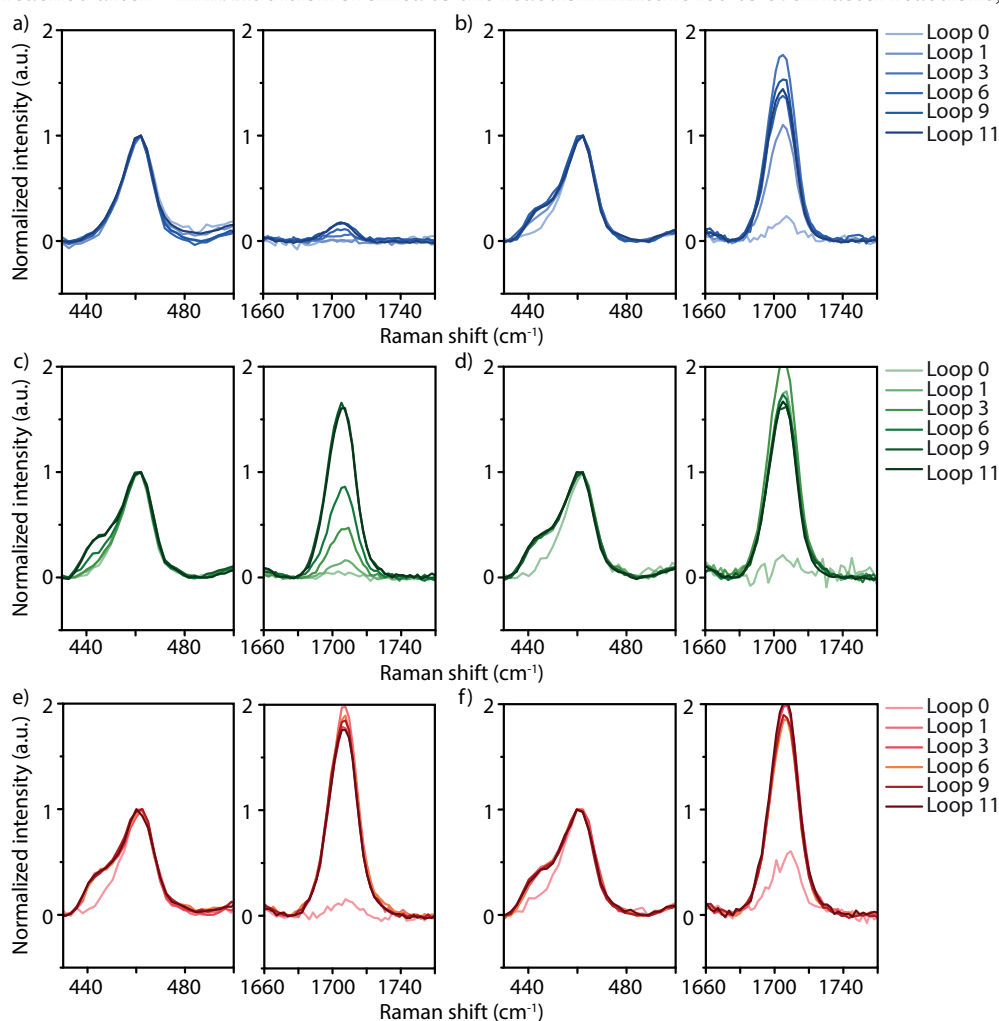 a)
b)
Normalized intensity (a.u.)
2
1
0
2
1
0
2
1
0
2
1
0
440 480
1660 1700 1740
440 480
1660 1700 1740
Raman shift (cm⁻¹)
Loop 0
Loop 1
Loop 3
Loop 6
Loop 9
Loop 11
c)
d)
Normalized intensity (a.u.)
2
1
0
2
1
0
2
1
0
2
1
0
440 480
1660 1700 1740
440 480
1660 1700 1740
Raman shift (cm⁻¹)
Loop 0
Loop 1
Loop 3
Loop 6
Loop 9
Loop 11
e)
f)
Normalized intensity (a.u.)
2
1
0
2
1
0
2
1
0
2
1
0
440 480
1660 1700 1740
440 480
1660 1700 1740
Raman shift (cm⁻¹)
Loop 0
Loop 1
Loop 3
Loop 6
Loop 9
Loop 11